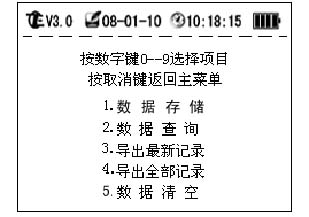 V3.0 08-01-10 10:18:15
按数字键0--9选择项目
按取消键返回主菜单
1.数 据 存 储
2.数 据 查 询
3.导出最新记录
4.导出全部记录
5.数 据 清 空